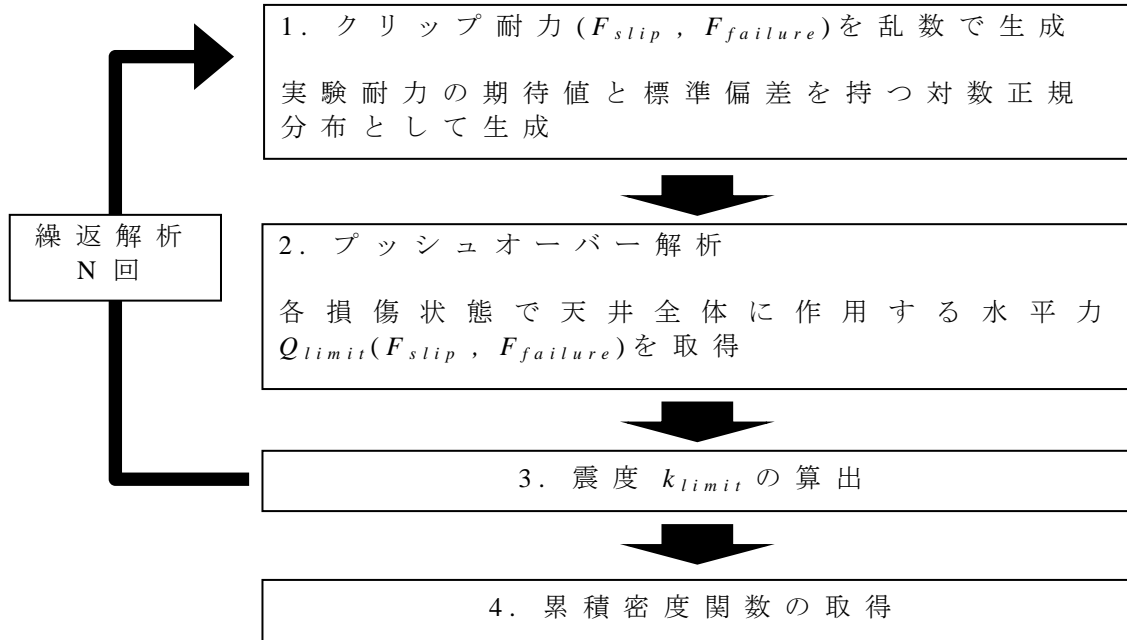 1. クリップ耐力(F_slip, F_failure)を乱数で生成
実験耐力の期待値と標準偏差を持つ対数正規
分布として生成
繰返解析
N回
2. プッシュオーバー解析
各損傷状態で天井全体に作用する水平力
Q_limit(F_slip, F_failure)を取得
3. 震度 k_limitの算出
4. 累積密度関数の取得